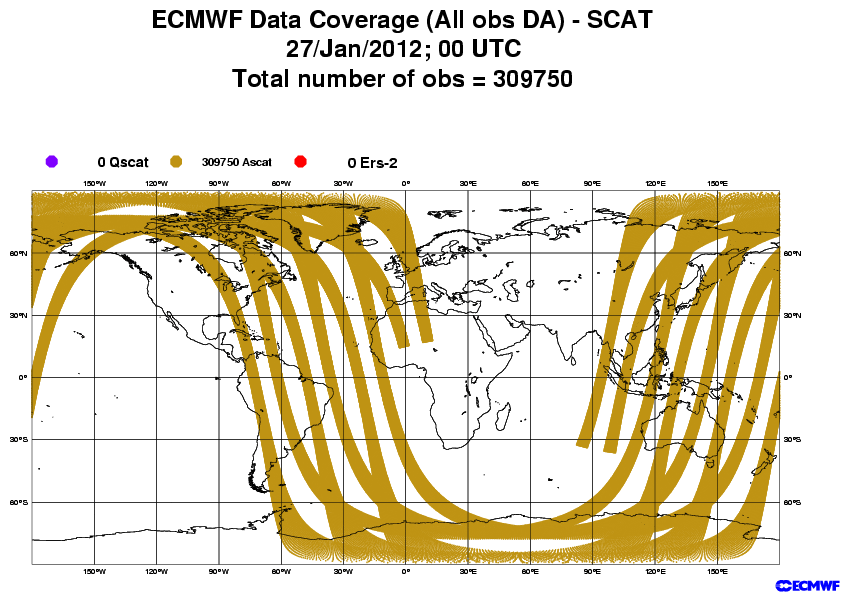 ECMWF Data Coverage (All obs DA) - SCAT
27/Jan/2012; 00 UTC
Total number of obs = 309750
0 Qscat 309750 Ascat 0 Ers-2
150°W 120°W 90°W 60°W 30°W 0° 30°E 60°E 90°E 120°E 150°E
60°N 60°N
30°N 30°N
0° 0°
30°S 30°S
60°S 60°S
150°W 120°W 90°W 60°W 30°W 0° 30°E 60°E 90°E 120°E 150°E
ECMWF